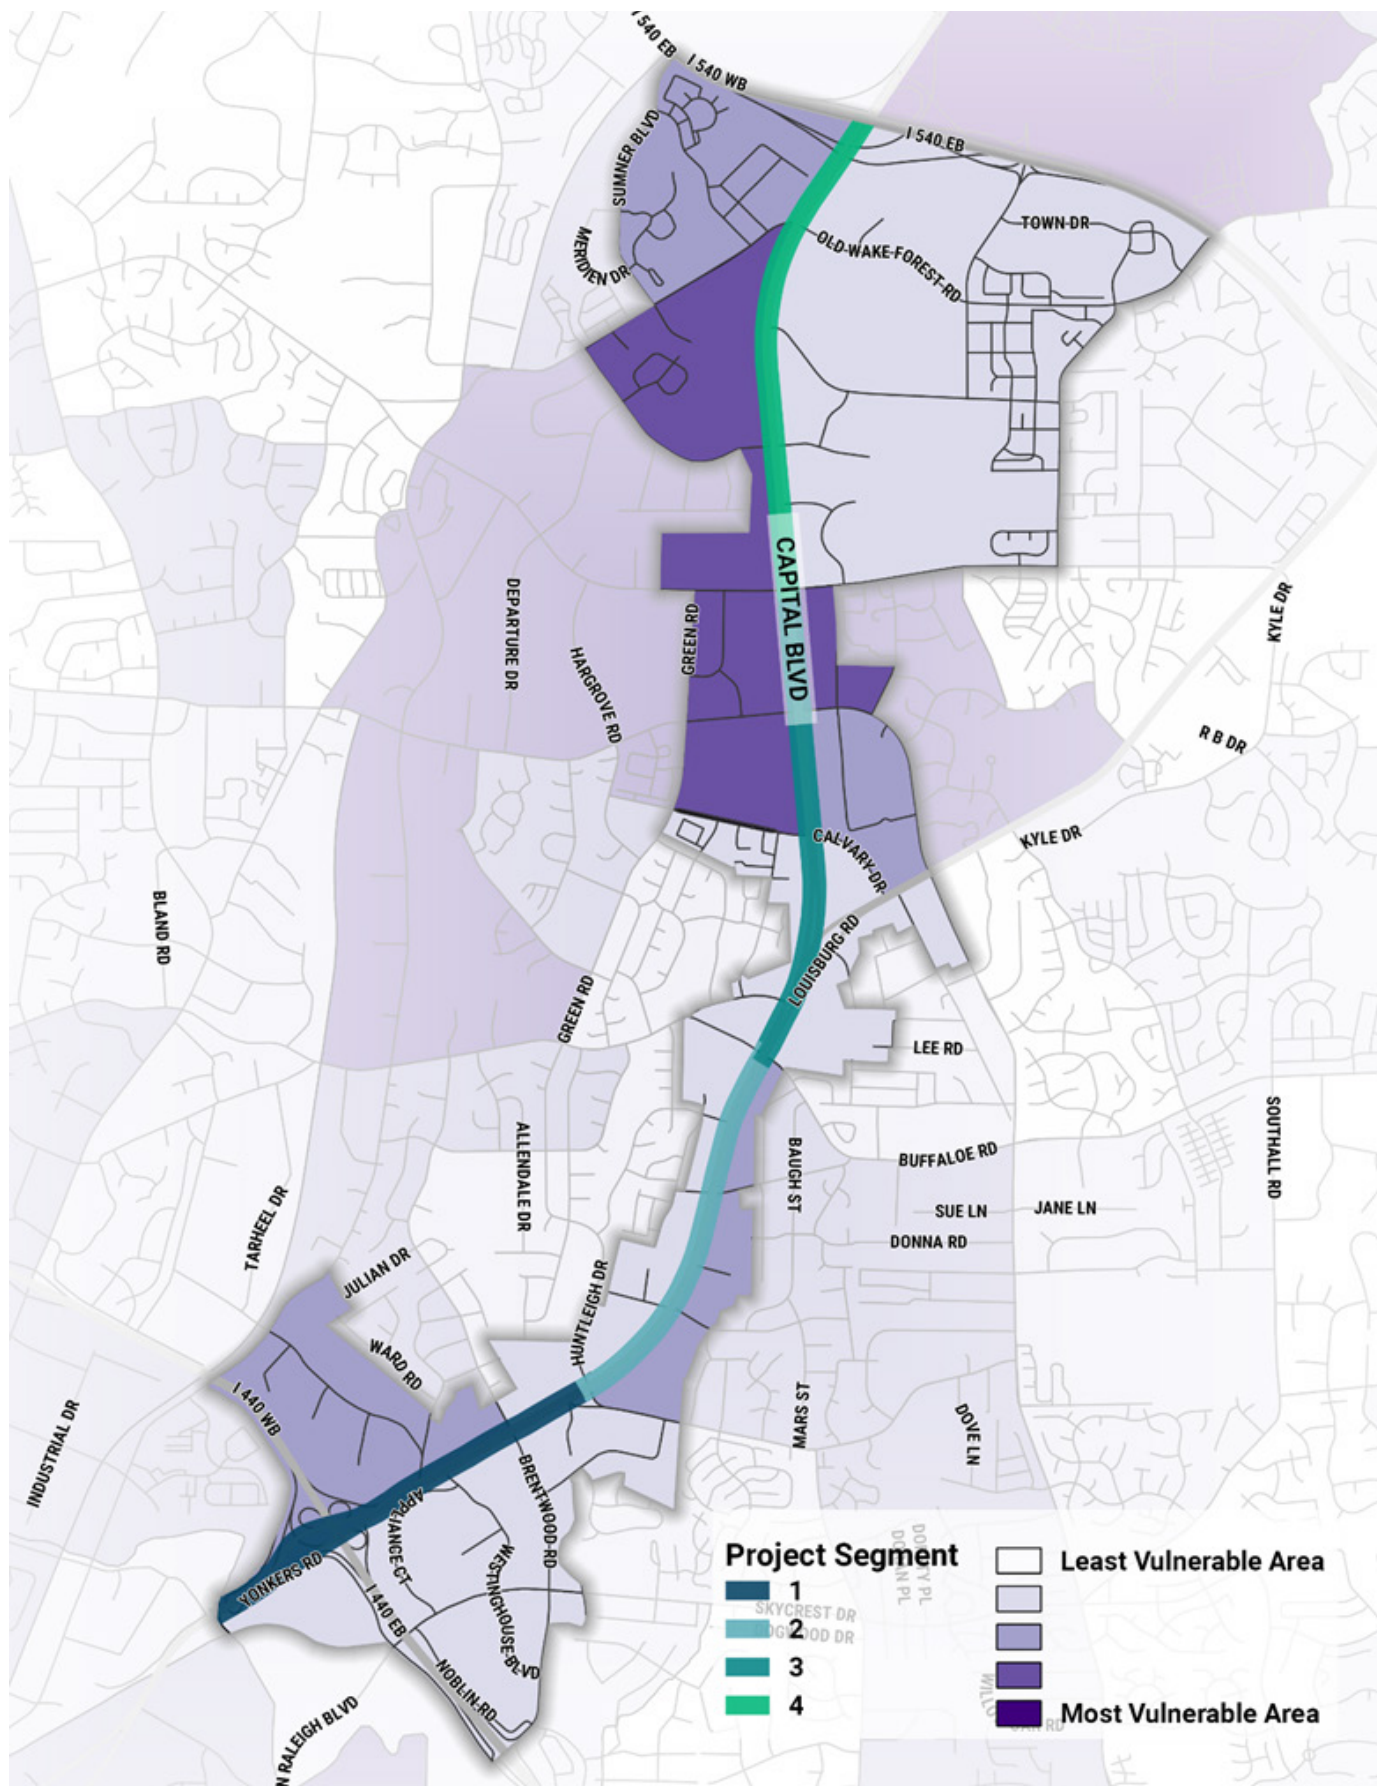 I 540 EB
I 540 WB
I 540 EB
SUMNER BLVD
TOWN DR
MERIDIEN DR
OLD WAKE FOREST RD
CAPITAL BLVD
DEPARTURE DR
HARGROVE RD
GREEN RD
KYLE DR
R B DR
KYLE DR
CALVARY DR
BLAND RD
LOUISBURG RD
GREEN RD
LEE RD
ALLENDALE DR
BAUGH ST
BUFFALOE RD
SOUTHALL RD
SUE LN
JANE LN
DONNA RD
TARHEEL DR
JULIAN DR
HUNTLEIGH DR
WARD RD
I 440 WB
MARS ST
DOVE LN
INDUSTRIAL DR
BRENTWOOD RD
APPLIANCE CT
WESTINGHOUSE BLVD
YONKERS RD
I 440 EB
NOBLIN RD
N RALEIGH BLVD
Project Segment
1
2
3
4
SKYCREST DR
DOGWOOD DR
Least Vulnerable Area
Most Vulnerable Area